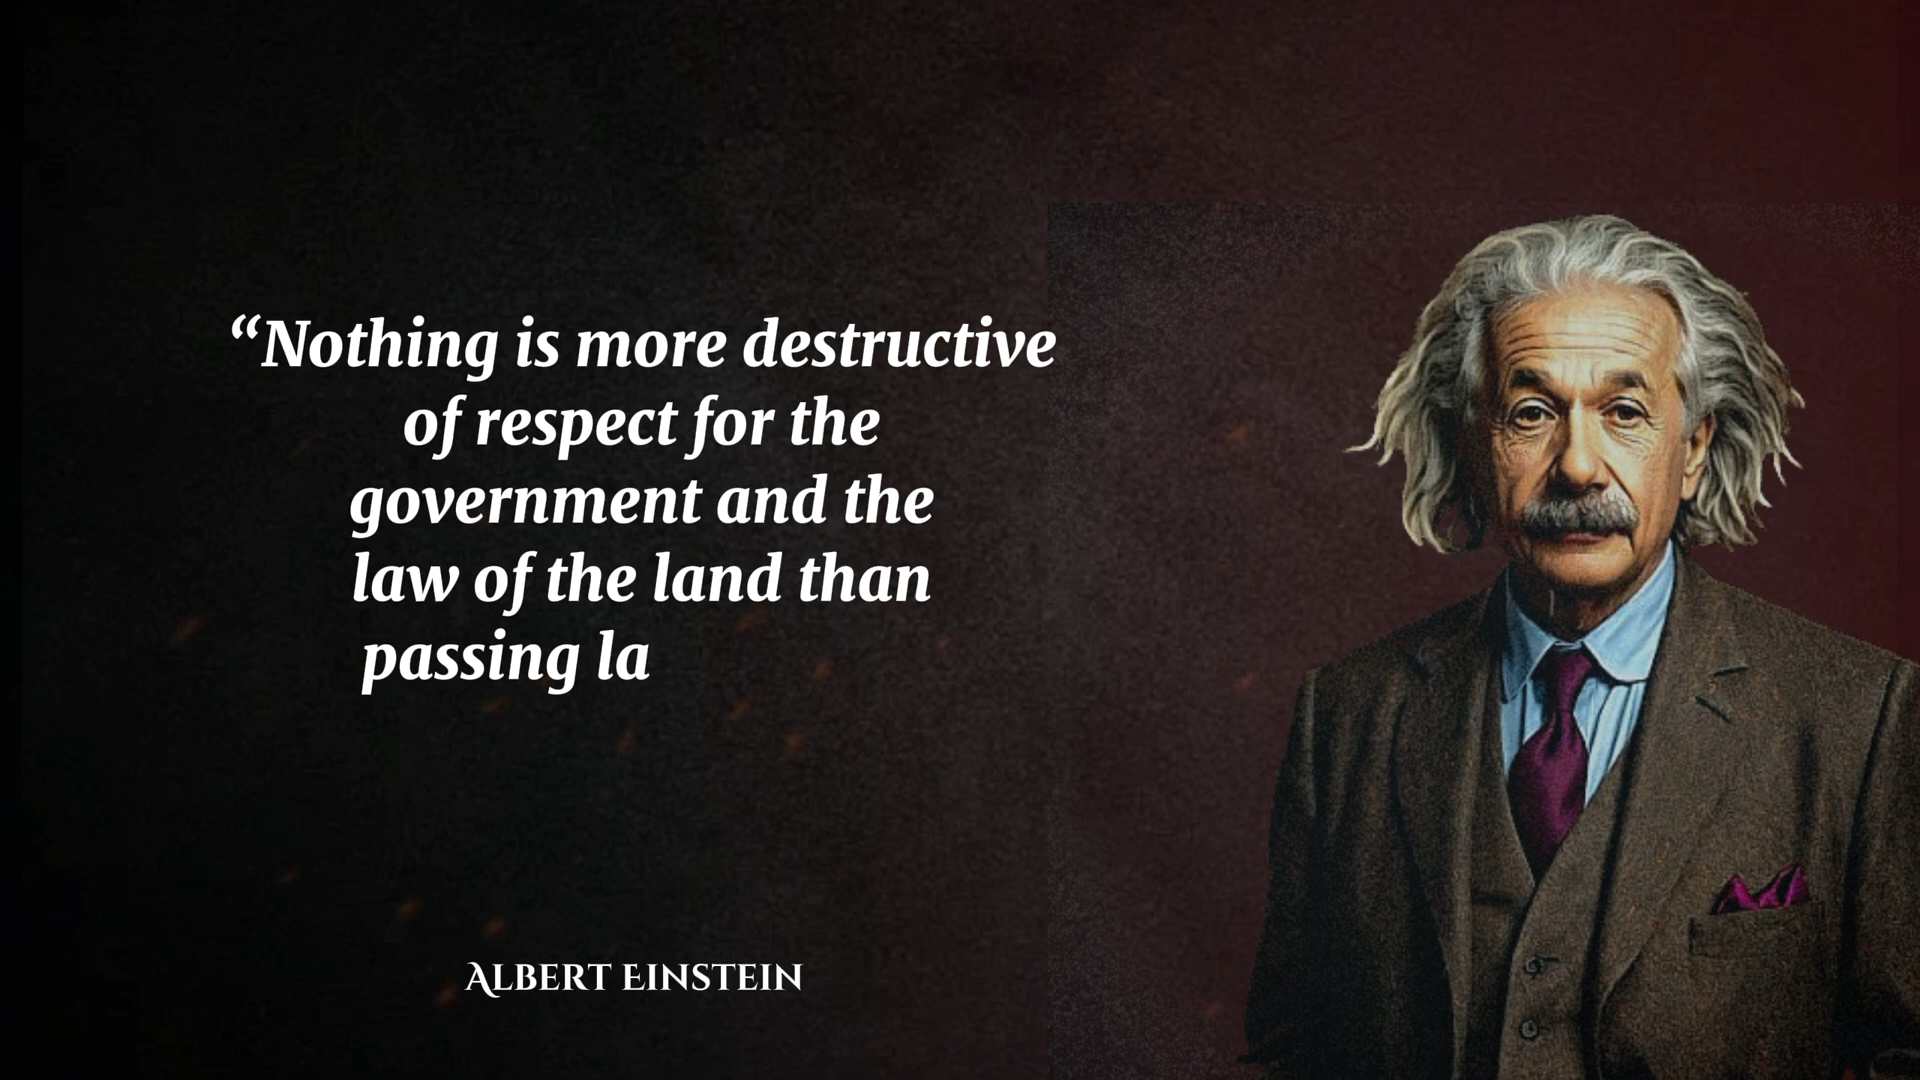 “Nothing is more destructive
of respect for the
government and the
law of the land than
passing la
Albert Einstein